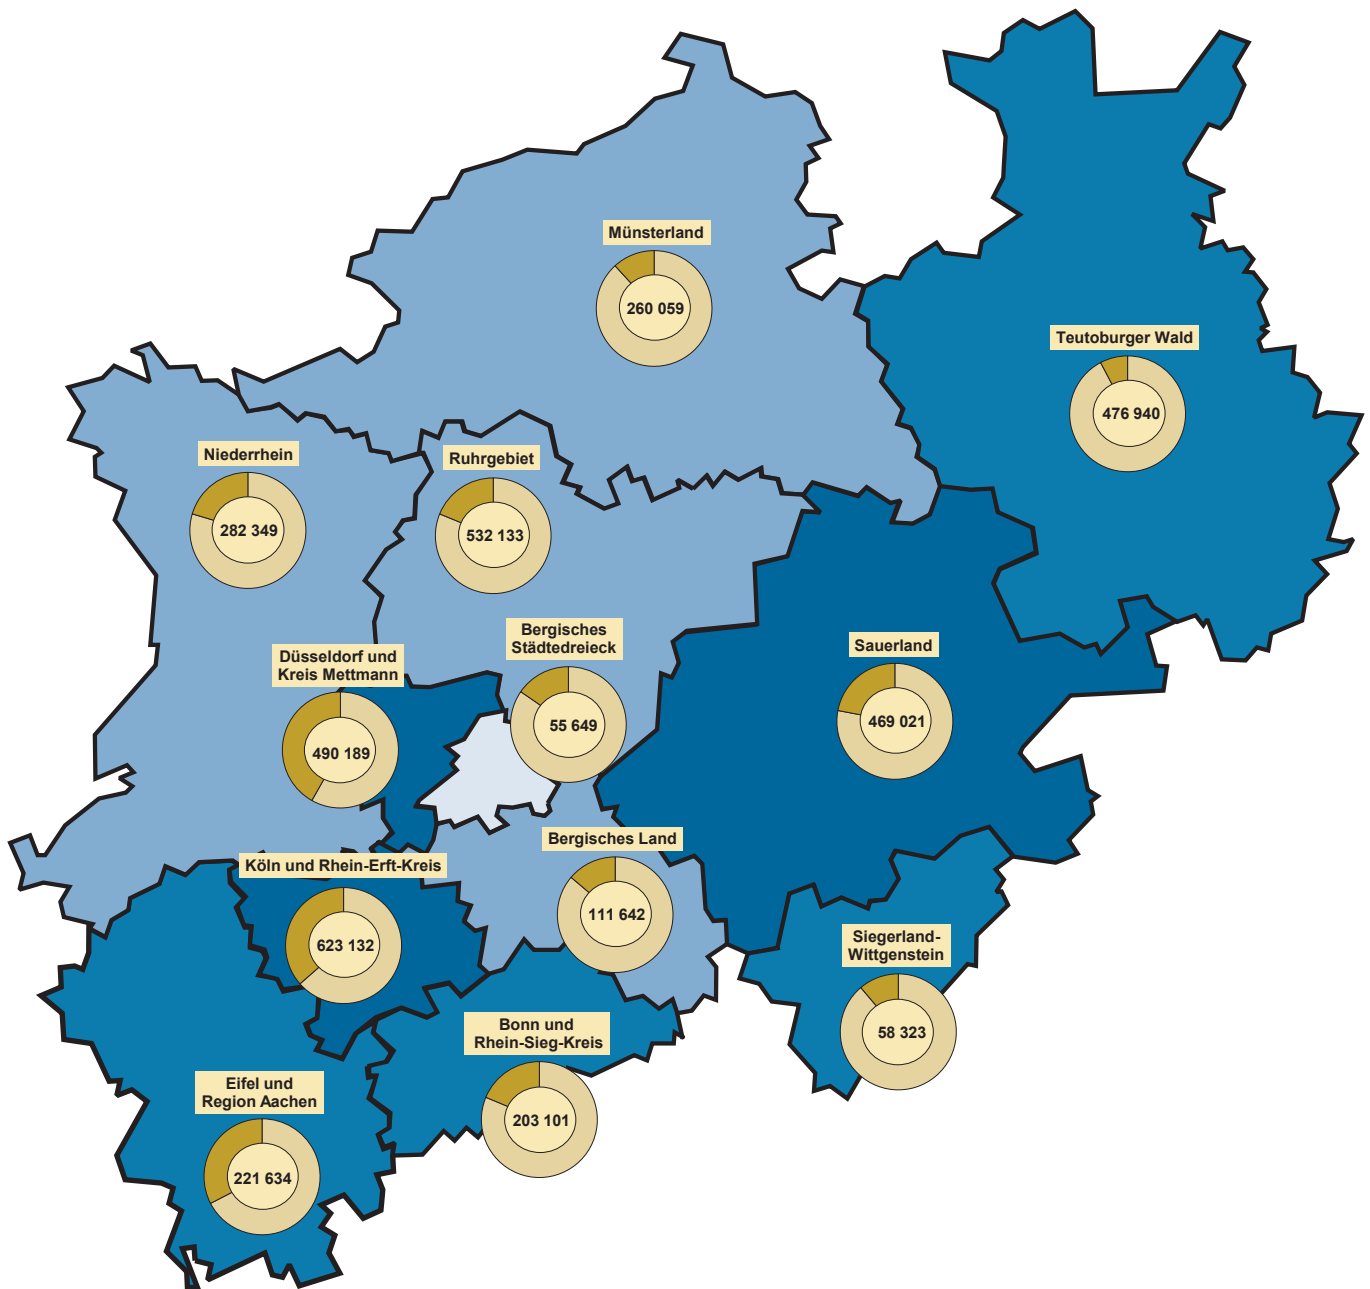 Münsterland
260 059
Teutoburger Wald
476 940
Niederrhein
282 349
Ruhrgebiet
532 133
Bergisches
Städtedreieck
55 649
Düsseldorf und
Kreis Mettmann
490 189
Sauerland
469 021
Bergisches Land
111 642
Köln und Rhein-Erft-Kreis
623 132
Siegerland-
Wittgenstein
58 323
Bonn und
Rhein-Sieg-Kreis
203 101
Eifel und
Region Aachen
221 634